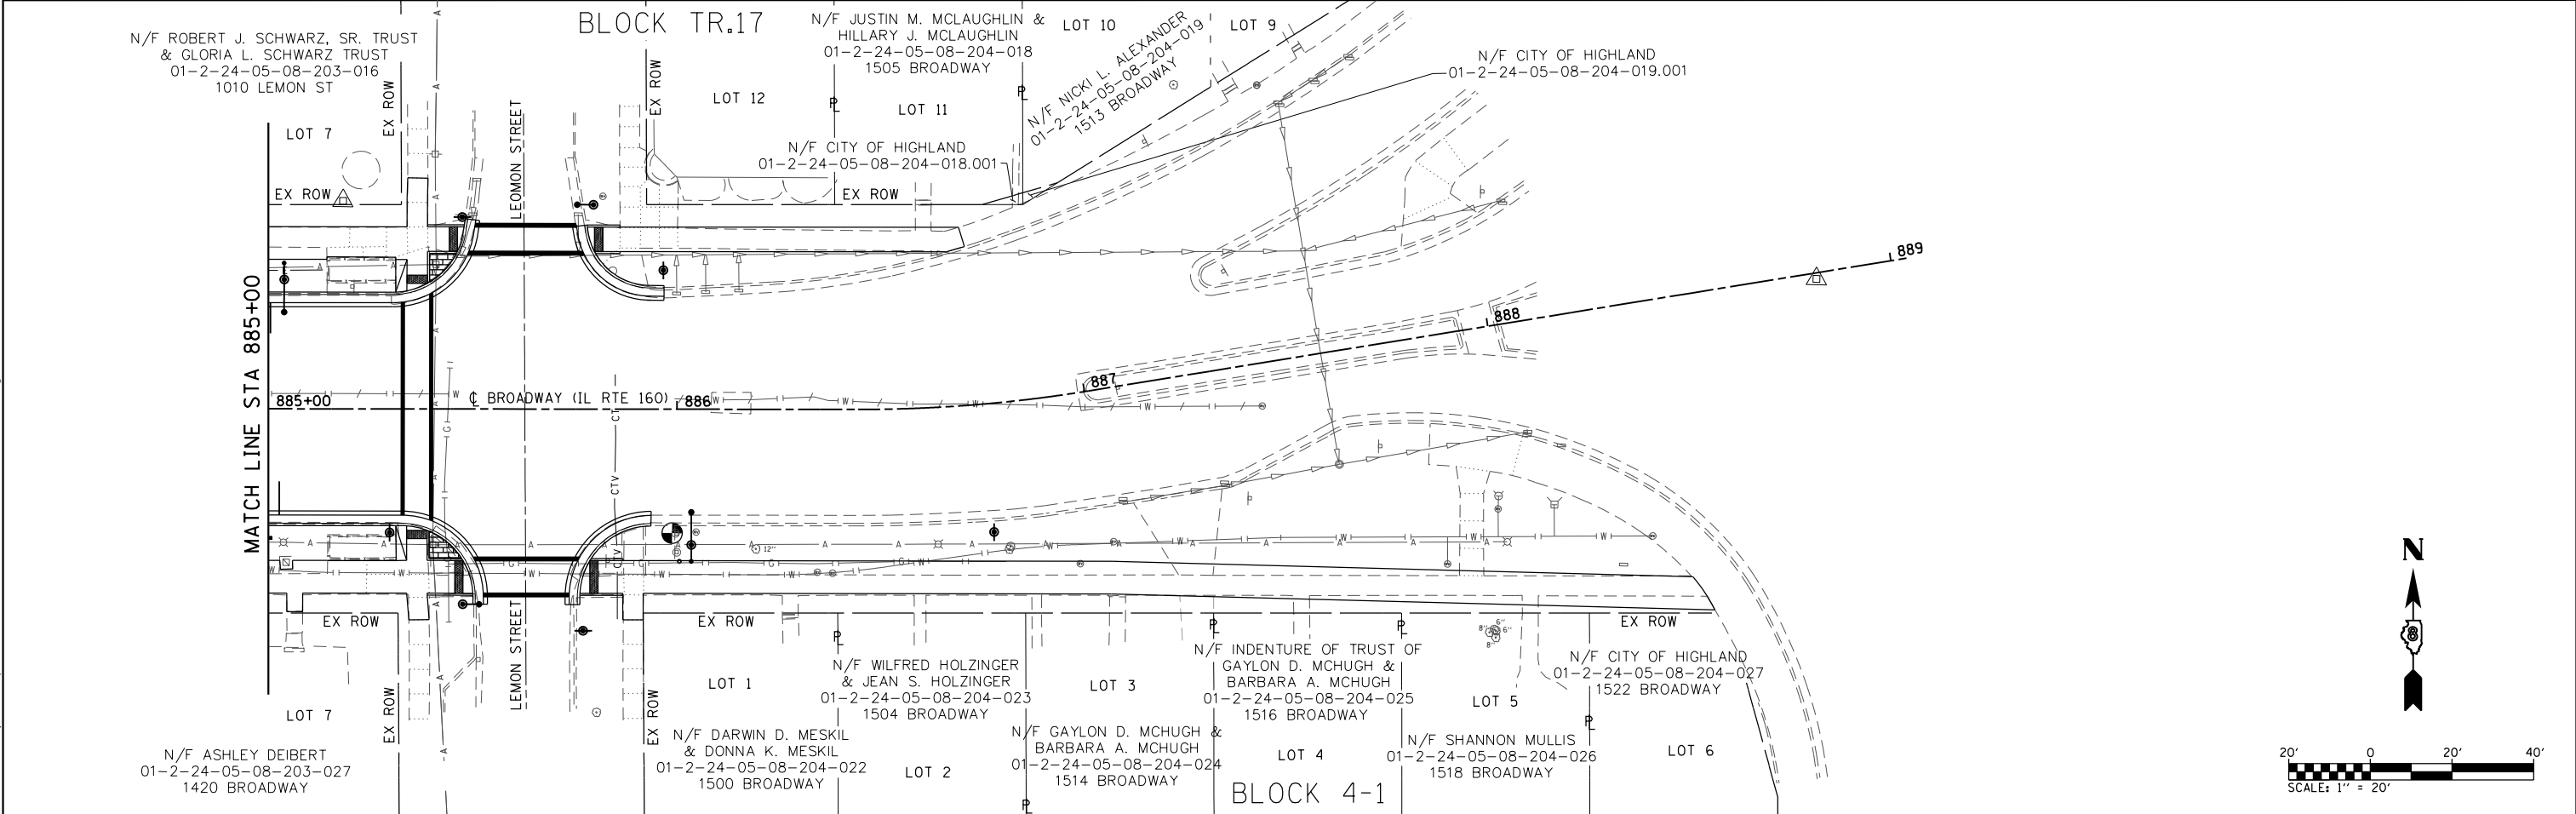 BLOCK TR.17
N/F ROBERT J. SCHWARZ, SR. TRUST
& GLORIA L. SCHWARZ TRUST
01-2-24-05-08-203-016
1010 LEMON ST
LOT 7
EX ROW
EX ROW
LEOMON STREET
EX ROW
LOT 12
N/F JUSTIN M. MCLAUGHLIN &
HILLARY J. MCLAUGHLIN
01-2-24-05-08-204-018
1505 BROADWAY
LOT 11
N/F CITY OF HIGHLAND
01-2-24-05-08-204-018.001
EX ROW
LOT 10
N/F NICKI L. ALEXANDER
01-2-24-05-08-204-019
1513 BROADWAY
LOT 9
N/F CITY OF HIGHLAND
01-2-24-05-08-204-019.001
MATCH LINE STA 885+00
885+00
℄ BROADWAY (IL RTE 160)
886
887
888
889
CTV
CTV
12"
EX ROW
EX ROW
LEMON STREET
EX ROW
EX ROW
EX ROW
LOT 7
N/F ASHLEY DEIBERT
01-2-24-05-08-203-027
1420 BROADWAY
LOT 1
N/F DARWIN D. MESKIL
& DONNA K. MESKIL
01-2-24-05-08-204-022
1500 BROADWAY
N/F WILFRED HOLZINGER
& JEAN S. HOLZINGER
01-2-24-05-08-204-023
1504 BROADWAY
LOT 2
LOT 3
N/F GAYLON D. MCHUGH &
BARBARA A. MCHUGH
01-2-24-05-08-204-024
1514 BROADWAY
N/F INDENTURE OF TRUST OF
GAYLON D. MCHUGH &
BARBARA A. MCHUGH
01-2-24-05-08-204-025
1516 BROADWAY
LOT 4
BLOCK 4-1
LOT 5
N/F SHANNON MULLIS
01-2-24-05-08-204-026
1518 BROADWAY
N/F CITY OF HIGHLAND
01-2-24-05-08-204-027
1522 BROADWAY
LOT 6
8" 6"
6"
8"
N
8
20' 0 20' 40'
SCALE: 1" = 20'